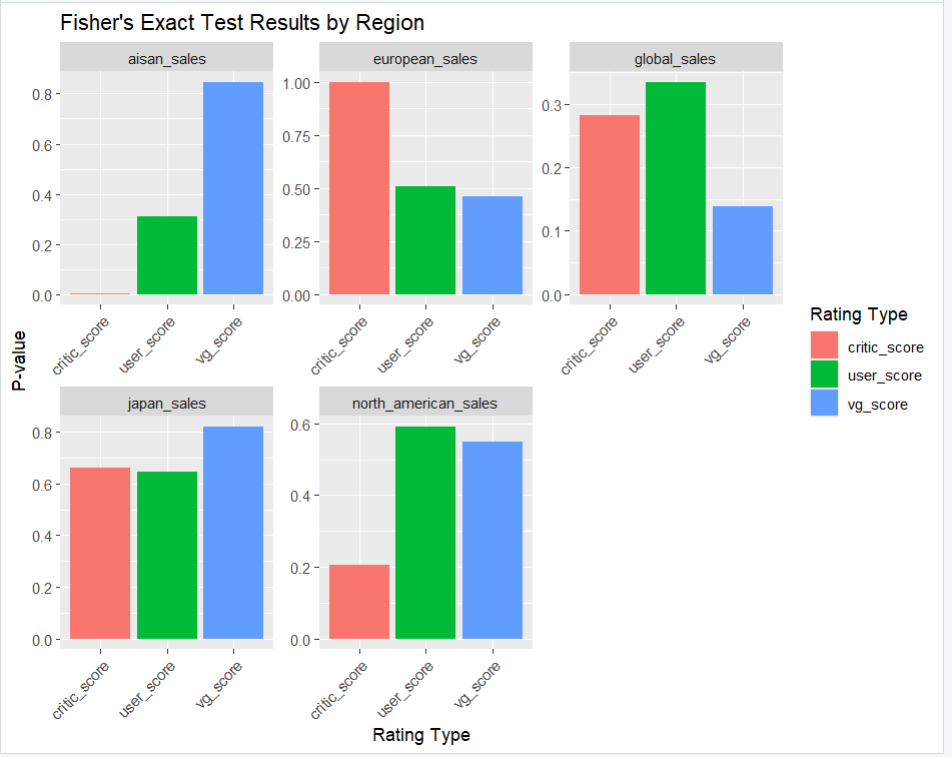 Fisher's Exact Test Results by Region
aisan_sales
european_sales
global_sales
0.8
0.6
0.4
0.2
0.0
1.00
0.75
0.50
0.25
0.00
0.3
0.2
0.1
0.0
critic_score
user_score
vg_score
critic_score
user_score
vg_score
critic_score
user_score
vg_score
P-value
japan_sales
north_american_sales
0.8
0.6
0.4
0.2
0.0
0.6
0.4
0.2
0.0
critic_score
user_score
vg_score
critic_score
user_score
vg_score
Rating Type
Rating Type
critic_score
user_score
vg_score